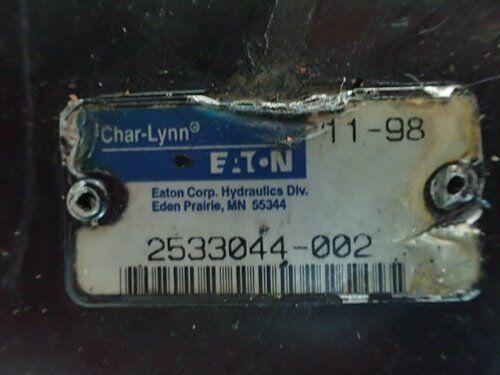 Char-Lynn® 11-98
EATON
Eaton Corp. Hydraulics Div.
Eden Prairie, MN 55344
2533044-002